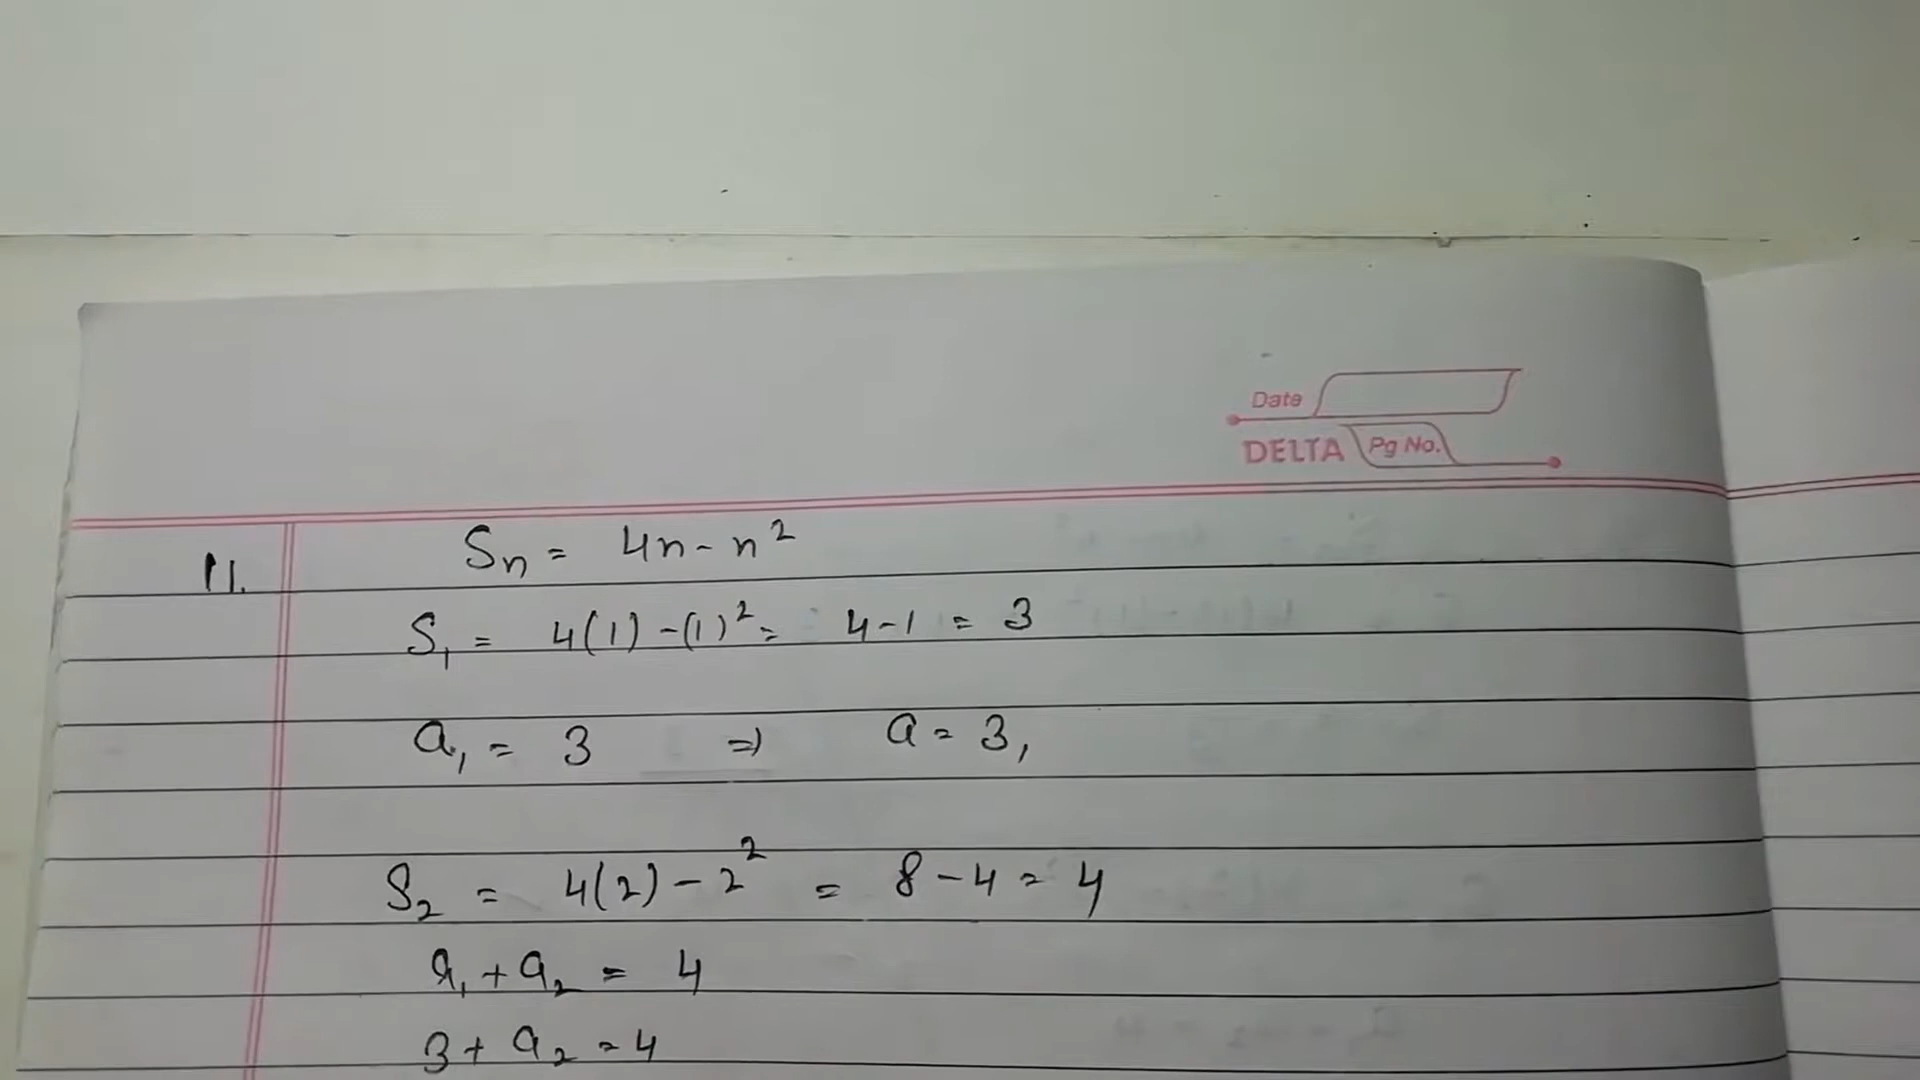 Date
DELTA Pg No.
11. Sₙ = 4n - n²
S₁ = 4(1) - (1)² = 4 - 1 = 3
a₁ = 3 ⇒ a = 3,
S₂ = 4(2) - 2² = 8 - 4 = 4
a₁ + a₂ = 4
3 + a₂ = 4